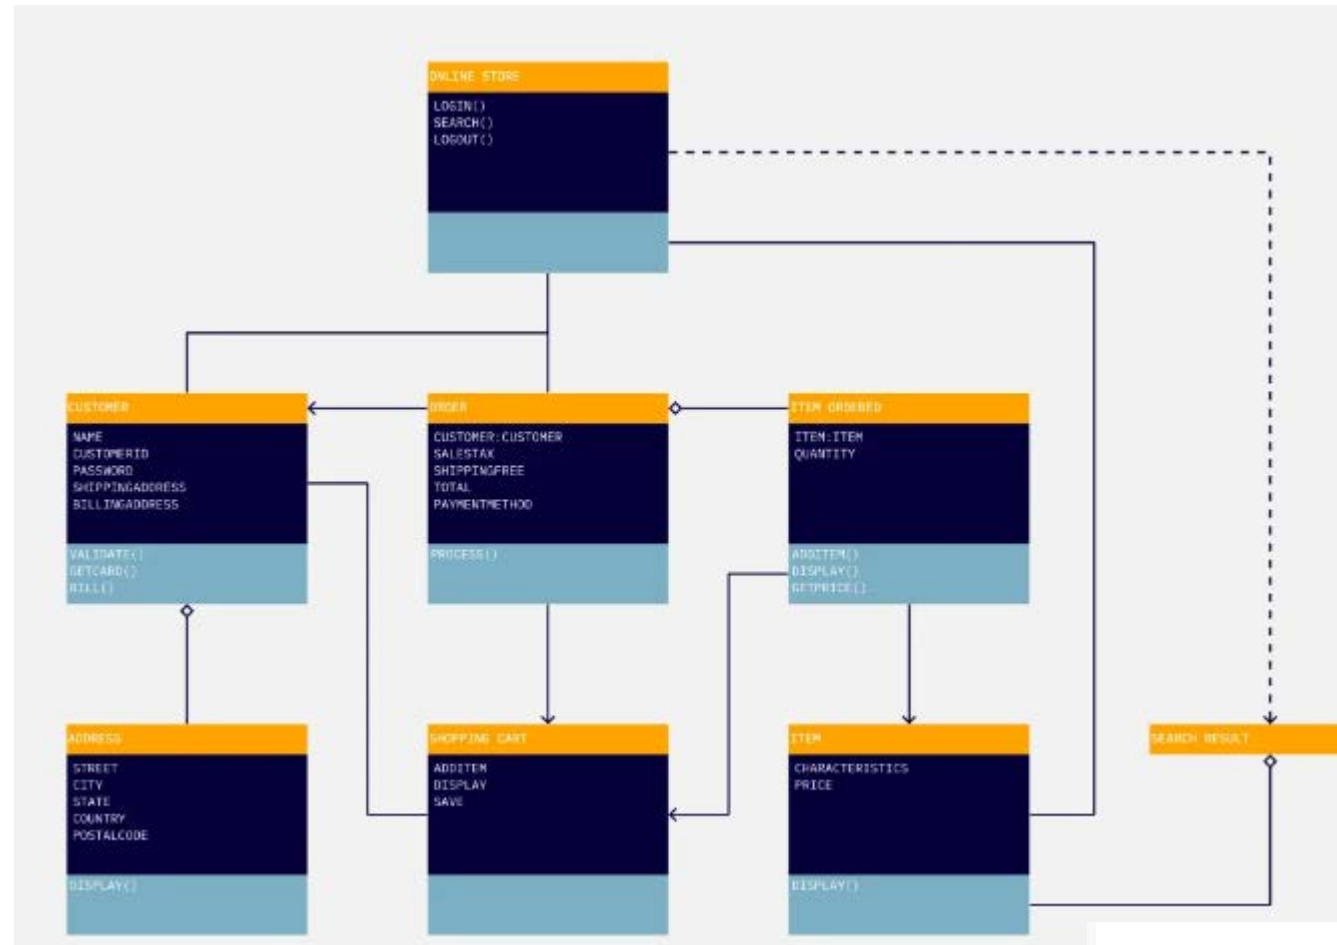 ONLINE STORE
LOGIN()
SEARCH()
LOGOUT()
CUSTOMER
NAME
CUSTOMERID
PASSWORD
SHIPPINGADDRESS
BILLINGADDRESS
VALIDATE()
GETCARD()
BILL()
ORDER
CUSTOMER:CUSTOMER
SALESTAX
SHIPPINGFREE
TOTAL
PAYMENTMETHOD
PROCESS()
ITEM ORDERED
ITEM:ITEM
QUANTITY
ADDITEM()
DISPLAY()
GETPRICE()
ADDRESS
STREET
CITY
STATE
COUNTRY
POSTALCODE
DISPLAY()
SHOPPING CART
ADDITEM
DISPLAY
SAVE
ITEM
CHARACTERISTICS
PRICE
DISPLAY()
SEARCH RESULT